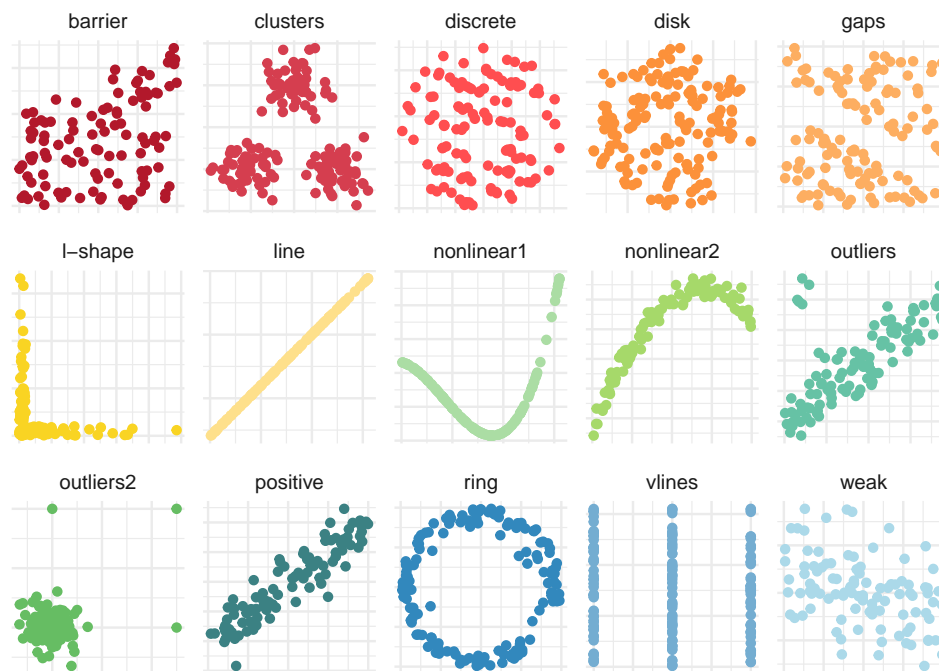 barrier clusters discrete disk gaps
l−shape line nonlinear1 nonlinear2 outliers
outliers2 positive ring vlines weak